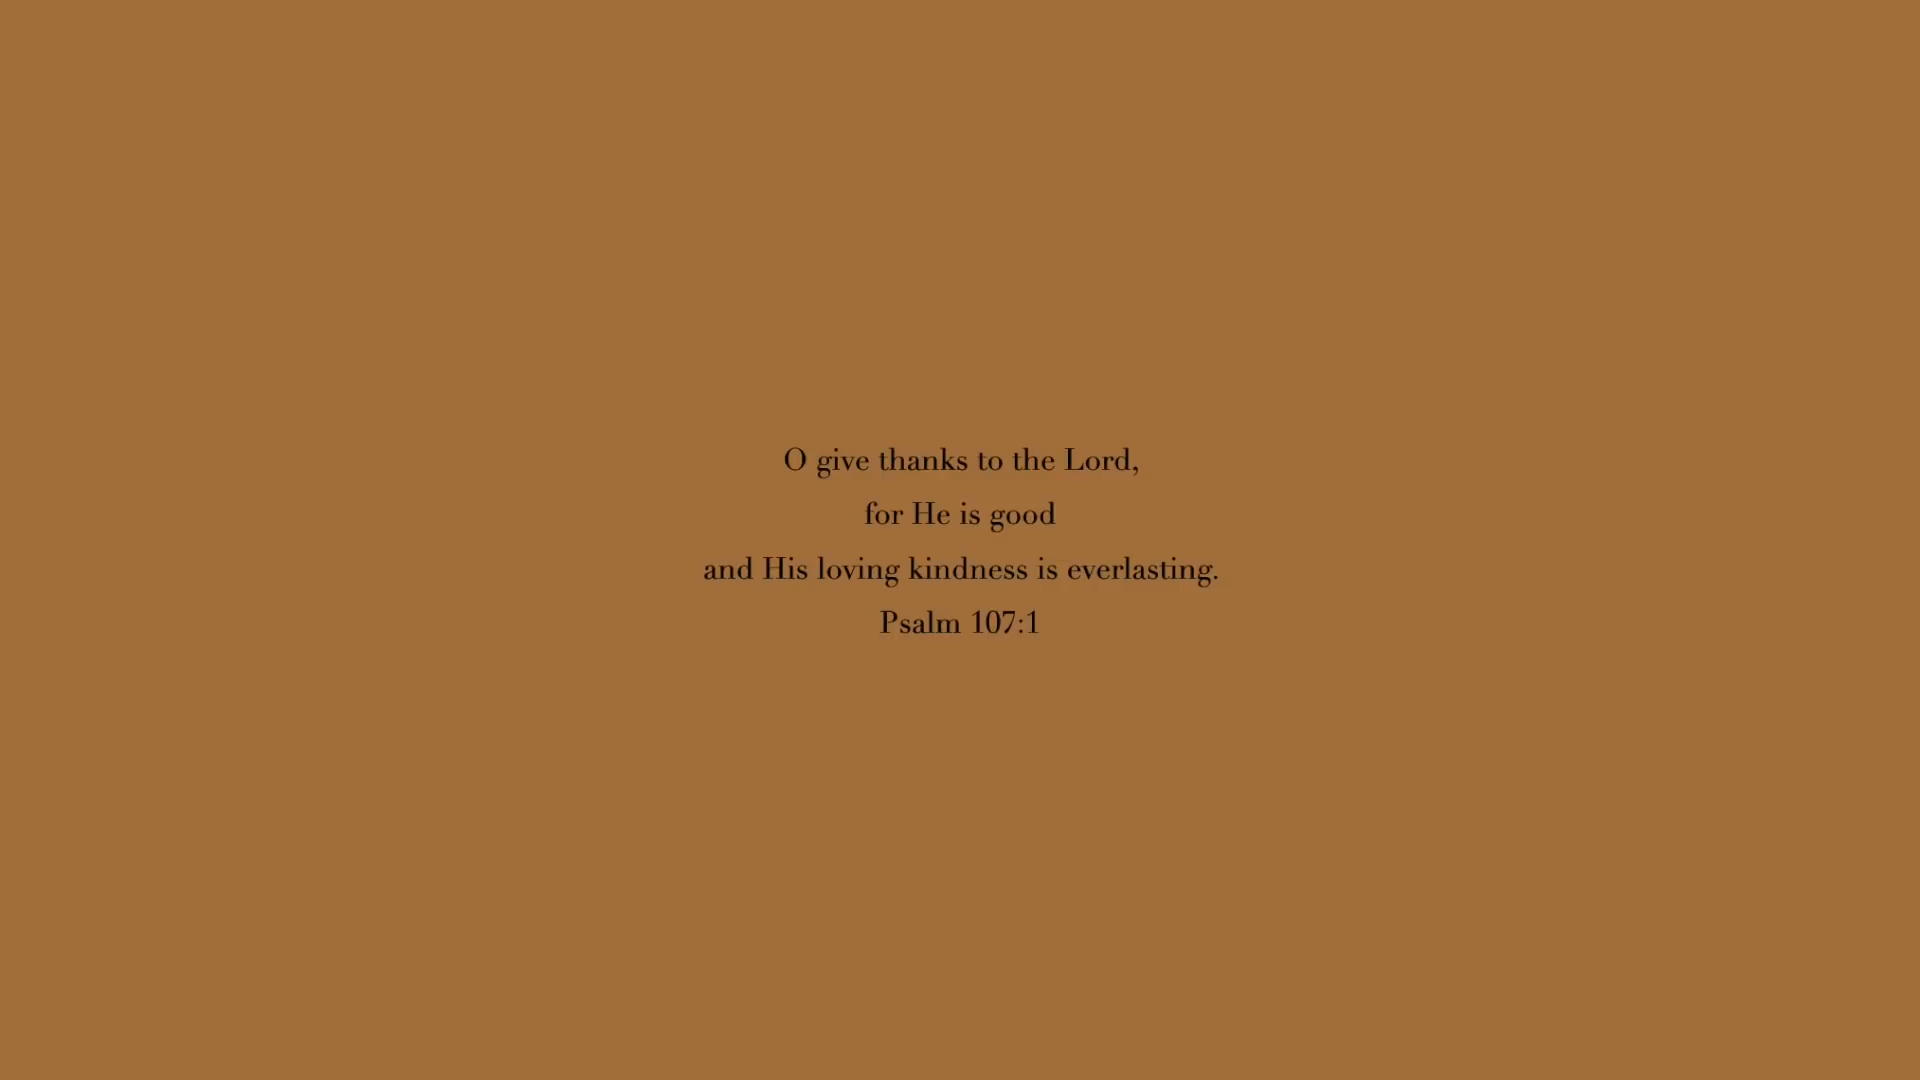 O give thanks to the Lord,
for He is good
and His loving kindness is everlasting.
Psalm 107:1